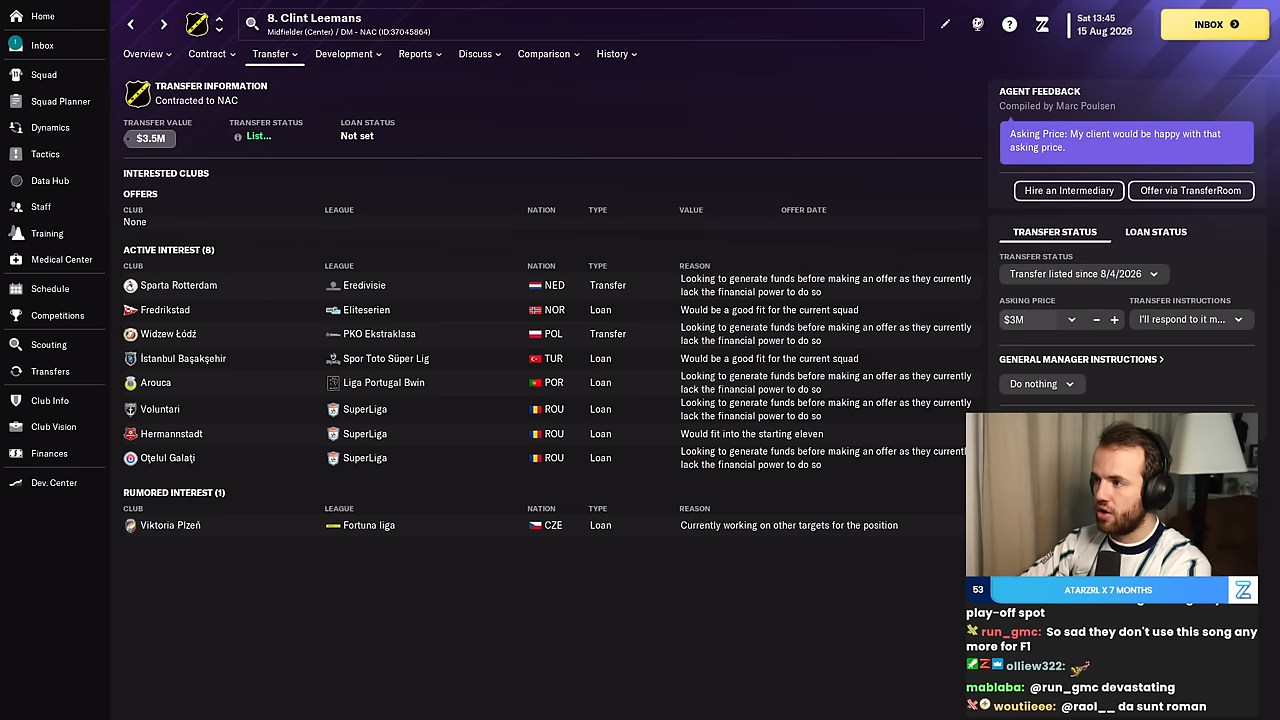 Home
Inbox
Squad
Squad Planner
Dynamics
Tactics
Data Hub
Staff
Training
Medical Center
Schedule
Competitions
Scouting
Transfers
Club Info
Club Vision
Finances
Dev. Center
8. Clint Leemans
Midfielder (Center) / DM - NAC (ID:37045864)
Sat 13:45
15 Aug 2026
INBOX
Overview
Contract
Transfer
Development
Reports
Discuss
Comparison
History
TRANSFER INFORMATION
Contracted to NAC
TRANSFER VALUE TRANSFER STATUS LOAN STATUS
$3.5M List... Not set
INTERESTED CLUBS
OFFERS
CLUB LEAGUE NATION TYPE VALUE OFFER DATE
None
ACTIVE INTEREST (8)
CLUB LEAGUE NATION TYPE REASON
Sparta Rotterdam Eredivisie NED Transfer Looking to generate funds before making an offer as they currently
lack the financial power to do so
Fredrikstad Eliteserien NOR Loan Would be a good fit for the current squad
Widzew Łódź PKO Ekstraklasa POL Transfer Looking to generate funds before making an offer as they currently
lack the financial power to do so
İstanbul Başakşehir Spor Toto Süper Lig TUR Loan Would be a good fit for the current squad
Arouca Liga Portugal Bwin POR Loan Looking to generate funds before making an offer as they currently
lack the financial power to do so
Voluntari SuperLiga ROU Loan Looking to generate funds before making an offer as they currently
lack the financial power to do so
Hermannstadt SuperLiga ROU Loan Would fit into the starting eleven
Oţelul Galaţi SuperLiga ROU Loan Looking to generate funds before making an offer as they currently
lack the financial power to do so
RUMORED INTEREST (1)
CLUB LEAGUE NATION TYPE REASON
Viktoria Plzeň Fortuna liga CZE Loan Currently working on other targets for the position
AGENT FEEDBACK
Compiled by Marc Poulsen
Asking Price: My client would be happy with that
asking price.
Hire an Intermediary Offer via TransferRoom
TRANSFER STATUS LOAN STATUS
TRANSFER STATUS
Transfer listed since 8/4/2026
ASKING PRICE TRANSFER INSTRUCTIONS
$3M - + I'll respond to it m...
GENERAL MANAGER INSTRUCTIONS >
Do nothing
53 ATARZRL X 7 MONTHS Z
play-off spot
run_gmc: So sad they don't use this song any
more for F1
olliew322:
mablaba: @run_gmc devastating
woutiieee: @raol__ da sunt roman